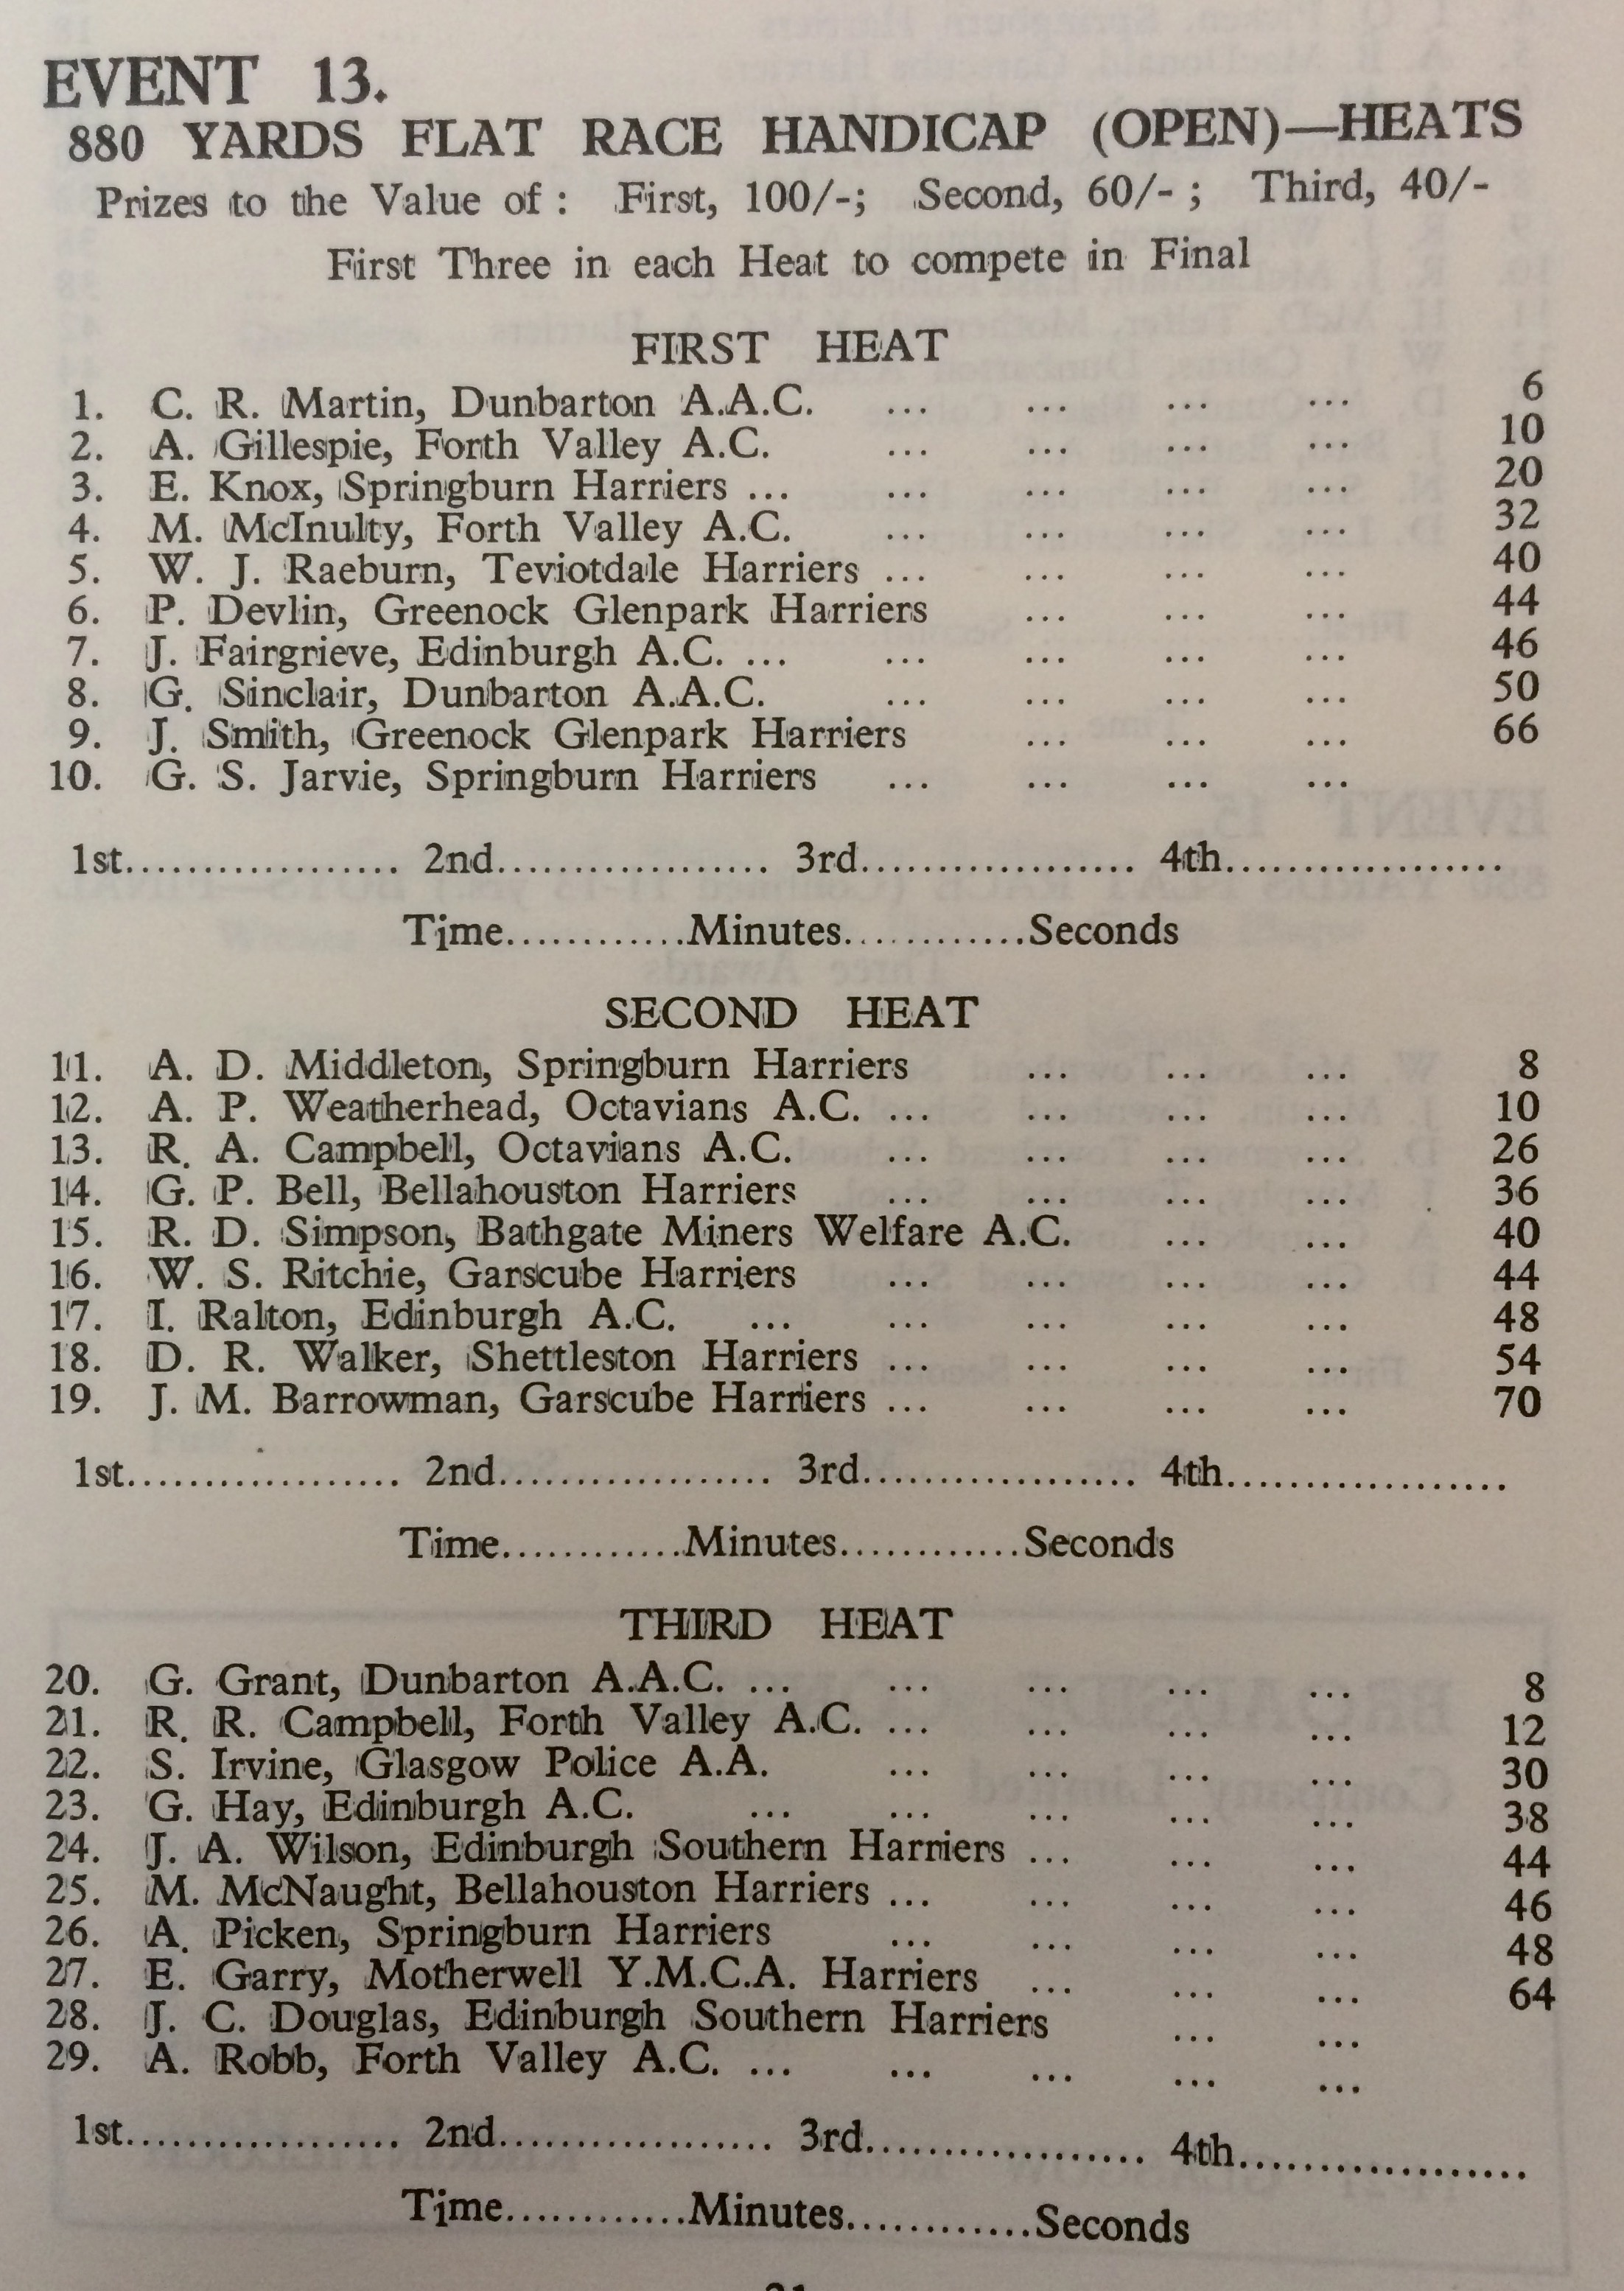 EVENT 13.
880 YARDS FLAT RACE HANDICAP (OPEN)—HEATS
Prizes to the Value of : First, 100/-; Second, 60/- ; Third, 40/-
First Three in each Heat to compete in Final
FIRST HEAT
1. C. R. Martin, Dunbarton A.A.C. ... ... ... ... 6
2. A. Gillespie, Forth Valley A.C. ... ... ... ... 10
3. E. Knox, Springburn Harriers ... ... ... ... ... 20
4. M. McInulty, Forth Valley A.C. ... ... ... ... 32
5. W. J. Raeburn, Teviotdale Harriers ... ... ... ... 40
6. P. Devlin, Greenock Glenpark Harriers ... ... ... 44
7. J. Fairgrieve, Edinburgh A.C. ... ... ... ... ... 46
8. G. Sinclair, Dunbarton A.A.C. ... ... ... ... 50
9. J. Smith, Greenock Glenpark Harriers ... ... ... 66
10. G. S. Jarvie, Springburn Harriers ... ... ... ...
1st.................. 2nd.................. 3rd.................. 4th..................
Time............Minutes............Seconds
SECOND HEAT
11. A. D. Middleton, Springburn Harriers ... ... ... 8
12. A. P. Weatherhead, Octavians A.C. ... ... ... ... 10
13. R. A. Campbell, Octavians A.C. ... ... ... ... 26
14. G. P. Bell, Bellahouston Harriers ... ... ... ... 36
15. R. D. Simpson, Bathgate Miners Welfare A.C. ... ... 40
16. W. S. Ritchie, Garscube Harriers ... ... ... ... 44
17. I. Ralton, Edinburgh A.C. ... ... ... ... ... 48
18. D. R. Walker, Shettleston Harriers ... ... ... ... 54
19. J. M. Barrowman, Garscube Harriers ... ... ... ... 70
1st.................. 2nd.................. 3rd.................. 4th..................
Time............Minutes............Seconds
THIRD HEAT
20. G. Grant, Dunbarton A.A.C. ... ... ... ... ... 8
21. R. R. Campbell, Forth Valley A.C. ... ... ... ... 12
22. S. Irvine, Glasgow Police A.A. ... ... ... ... 30
23. G. Hay, Edinburgh A.C. ... ... ... ... ... 38
24. J. A. Wilson, Edinburgh Southern Harriers ... ... ... 44
25. M. McNaught, Bellahouston Harriers ... ... ... ... 46
26. A. Picken, Springburn Harriers ... ... ... ... 48
27. E. Garry, Motherwell Y.M.C.A. Harriers ... ... ... 64
28. J. C. Douglas, Edinburgh Southern Harriers ... ...
29. A. Robb, Forth Valley A.C. ... ... ... ... ...
1st.................. 2nd.................. 3rd.................. 4th..................
Time............Minutes............Seconds